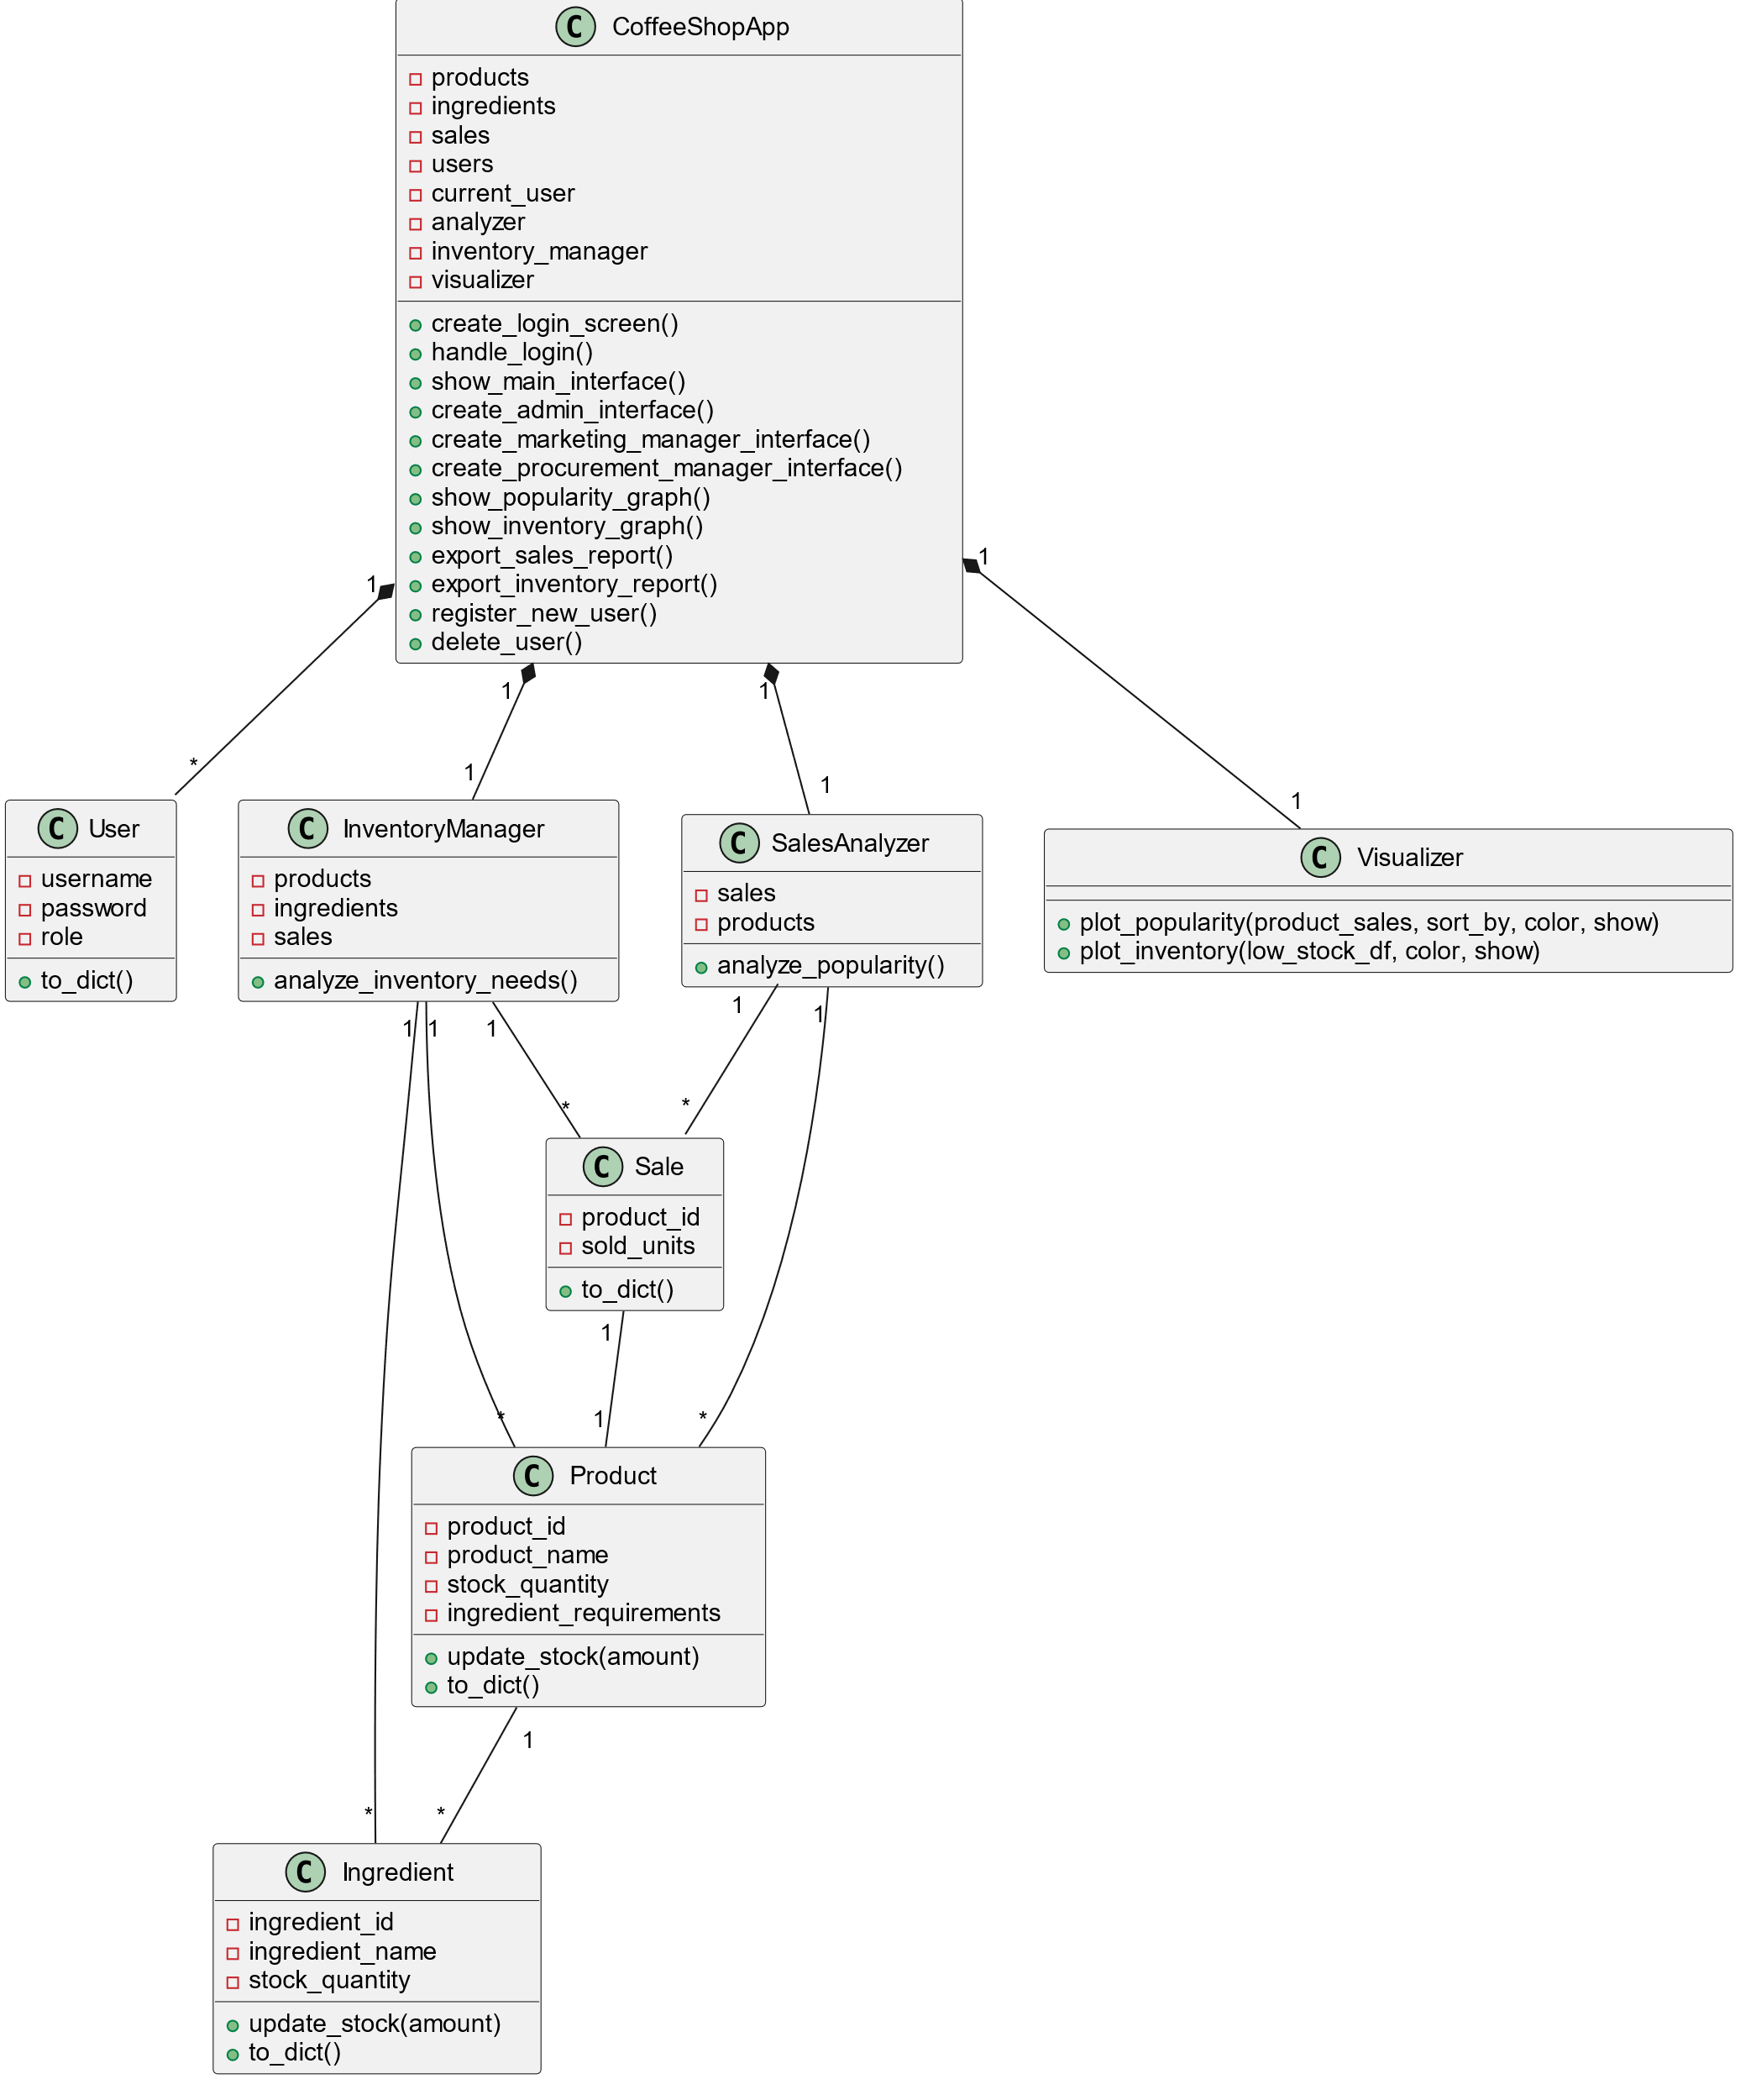 C CoffeeShopApp
products
ingredients
sales
users
current_user
analyzer
inventory_manager
visualizer
create_login_screen()
handle_login()
show_main_interface()
create_admin_interface()
create_marketing_manager_interface()
create_procurement_manager_interface()
show_popularity_graph()
show_inventory_graph()
export_sales_report()
export_inventory_report()
register_new_user()
delete_user()
1
1
1
1
*
1
1
1
C User
username
password
role
to_dict()
C InventoryManager
products
ingredients
sales
analyze_inventory_needs()
C SalesAnalyzer
sales
products
analyze_popularity()
C Visualizer
plot_popularity(product_sales, sort_by, color, show)
plot_inventory(low_stock_df, color, show)
1
1
1
1
1
*
*
C Sale
product_id
sold_units
to_dict()
1
*
1
*
C Product
product_id
product_name
stock_quantity
ingredient_requirements
update_stock(amount)
to_dict()
1
*
*
C Ingredient
ingredient_id
ingredient_name
stock_quantity
update_stock(amount)
to_dict()